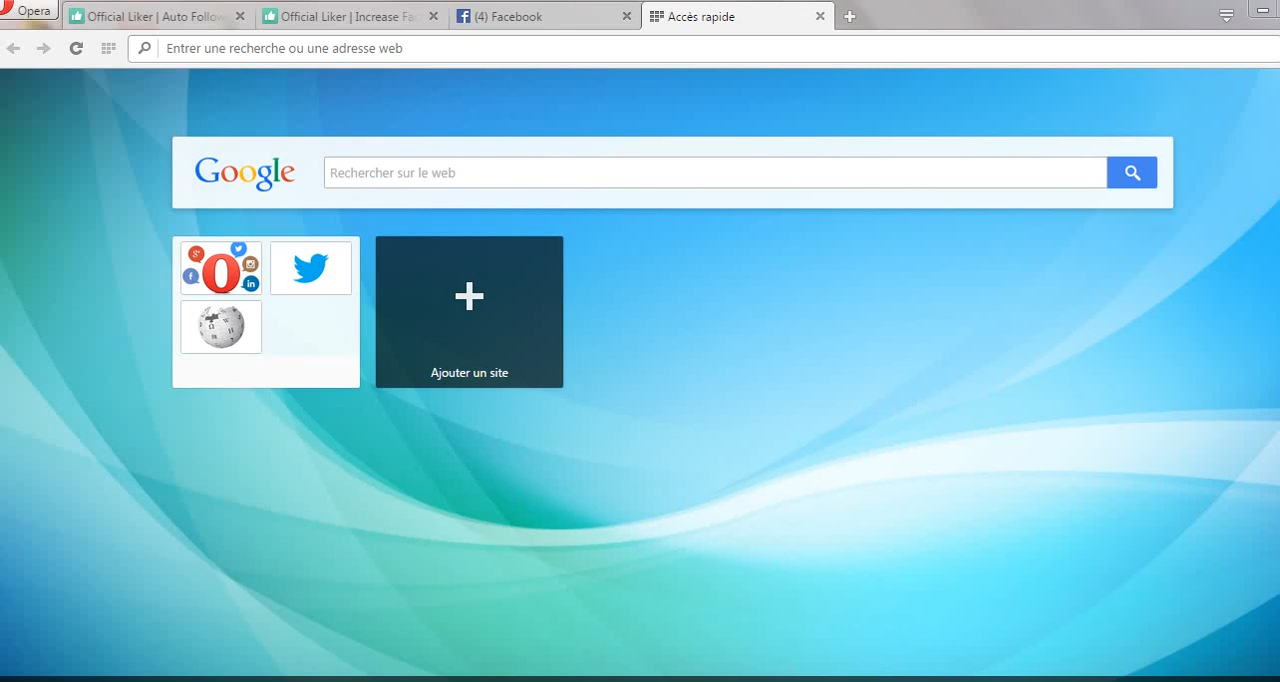 Opera
Official Liker | Auto Follow
Official Liker | Increase Fac
(4) Facebook
Accès rapide
Entrer une recherche ou une adresse web
Google
Rechercher sur le web
Ajouter un site